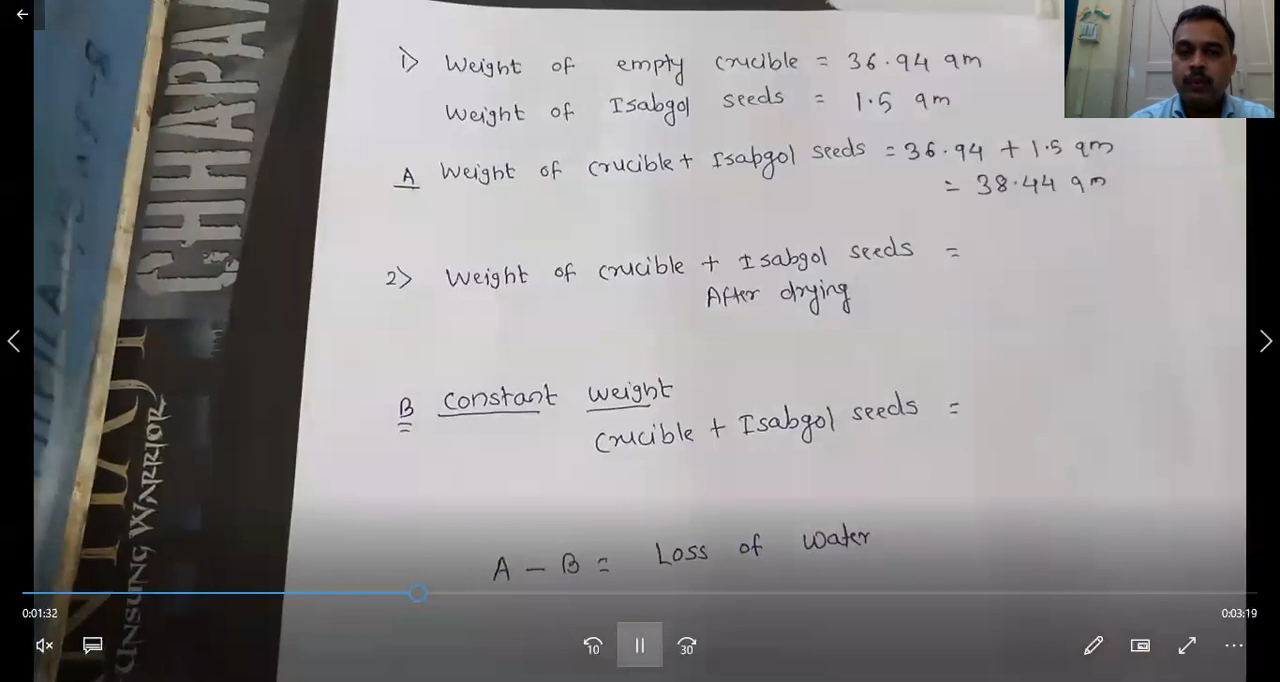 1) Weight of empty crucible = 36.94 gm
Weight of Isabgol seeds = 1.5 gm
A Weight of crucible + Isabgol seeds = 36.94 + 1.5 gm
= 38.44 gm
2) Weight of crucible + Isabgol seeds =
After drying
B constant weight
crucible + Isabgol seeds =
A - B = Loss of water
CHHAPA
UNSUNG WARRIOR
0:01:32
0:03:19
10
30